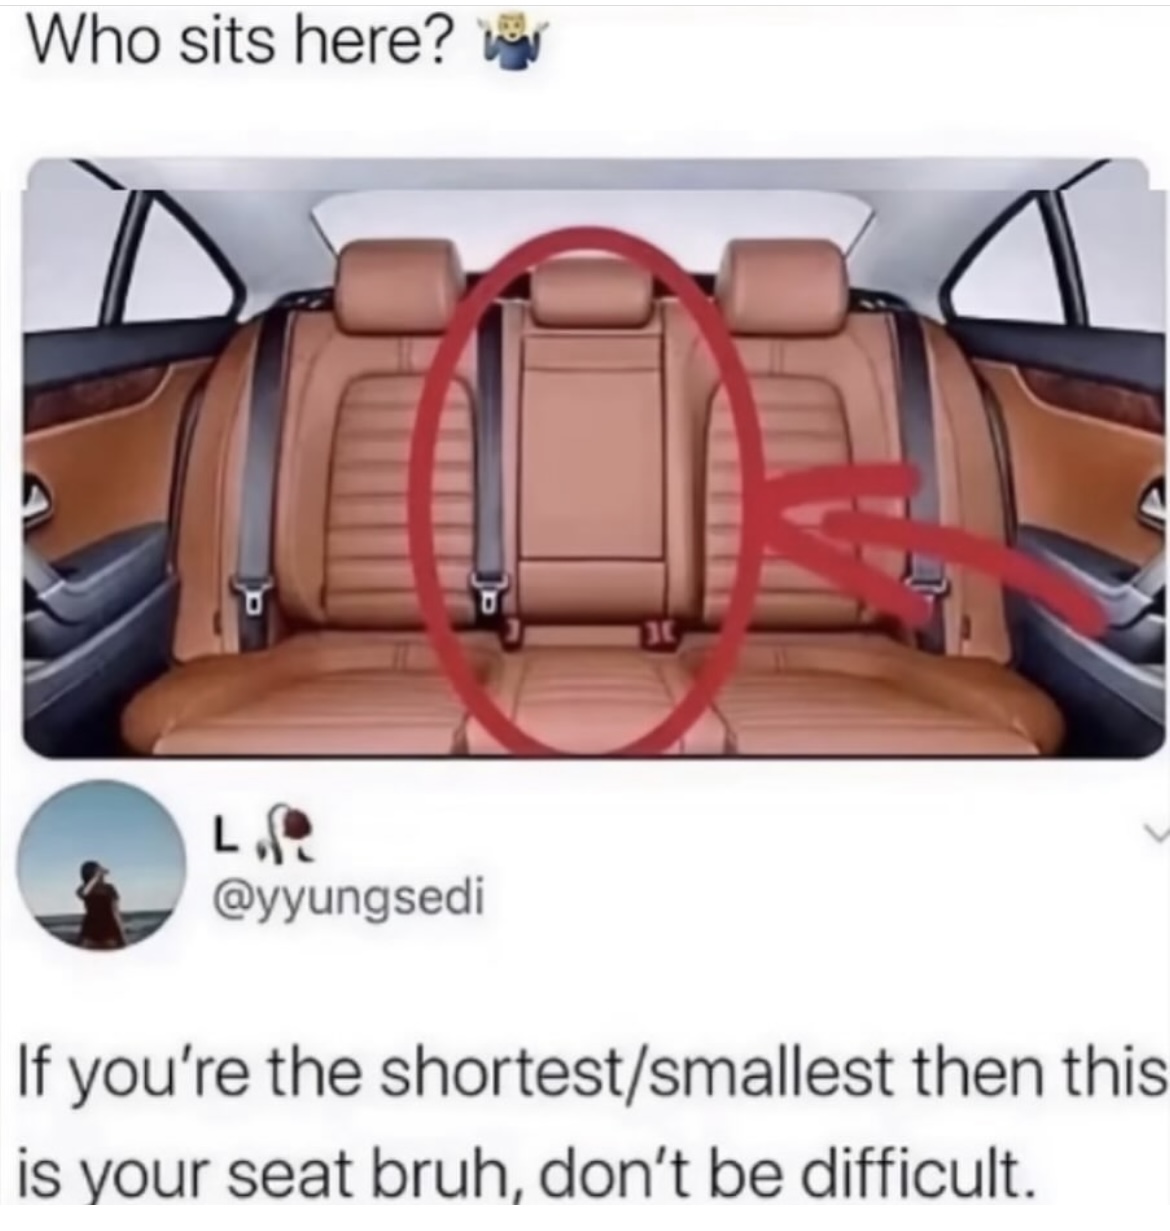 Who sits here? 🤷‍♂️
L 🥀
@yyungsedi
If you're the shortest/smallest then this
is your seat bruh, don't be difficult.